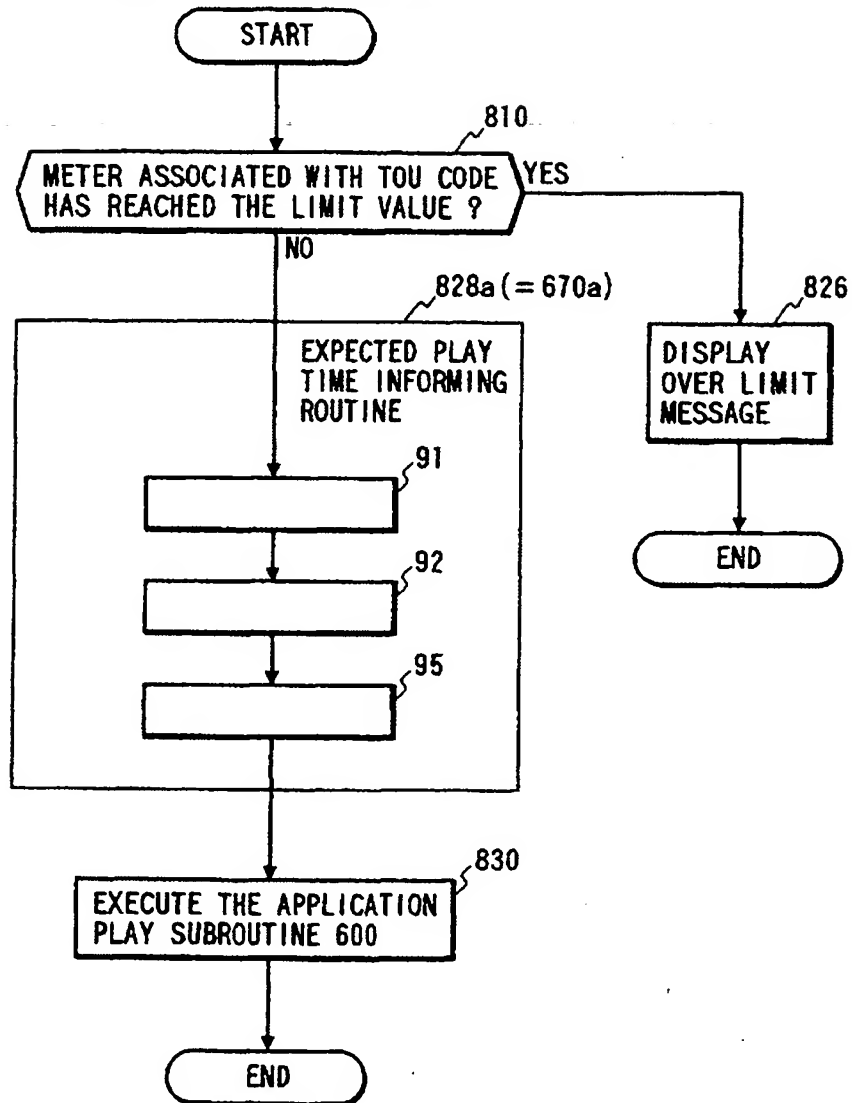 START
810
METER ASSOCIATED WITH TOU CODE
HAS REACHED THE LIMIT VALUE ?
YES
NO
828a (=670a)
826
EXPECTED PLAY
TIME INFORMING
ROUTINE
DISPLAY
OVER LIMIT
MESSAGE
91
92
END
95
830
EXECUTE THE APPLICATION
PLAY SUBROUTINE 600
END